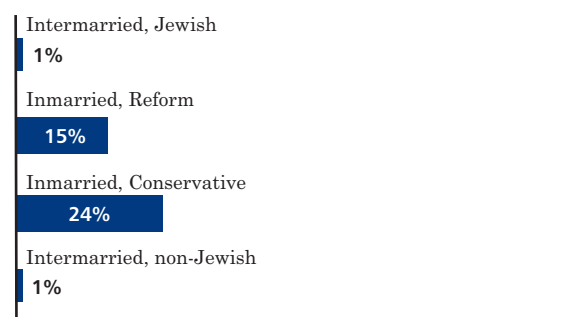 Intermarried, Jewish
1%
Inmarried, Reform
15%
Inmarried, Conservative
24%
Intermarried, non-Jewish
1%